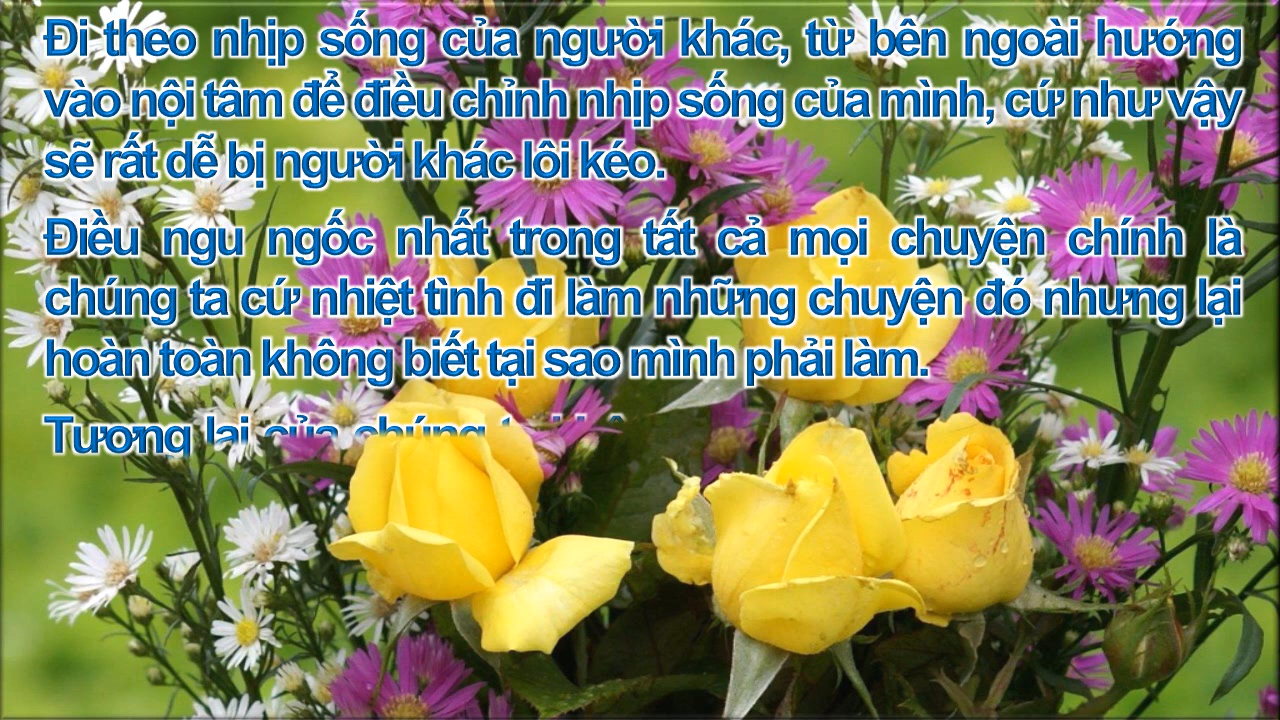 Đi theo nhịp sống của người khác, từ bên ngoài hướng
vào nội tâm để điều chỉnh nhịp sống của mình, cứ như vậy
sẽ rất dễ bị người khác lôi kéo.
Điều ngu ngốc nhất trong tất cả mọi chuyện chính là
chúng ta cứ nhiệt tình đi làm những chuyện đó nhưng lại
hoàn toàn không biết tại sao mình phải làm.
Tương lai của chúng